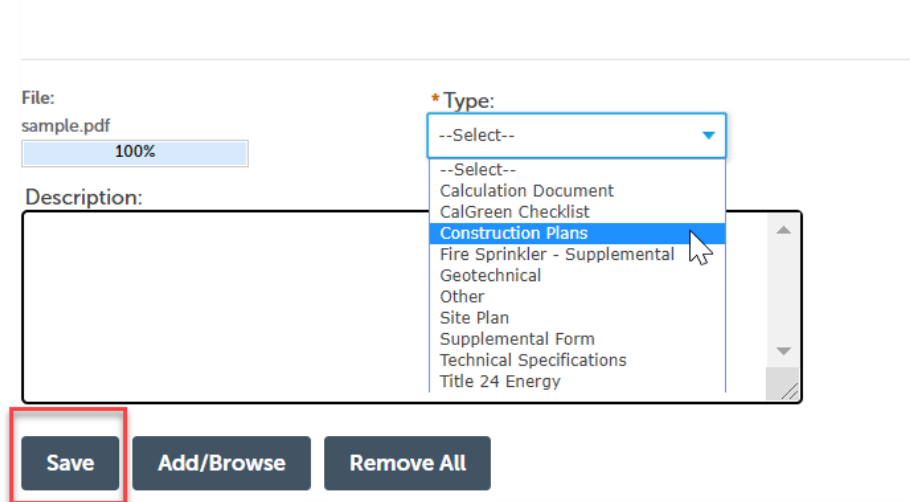 File:
*Type:
sample.pdf
--Select--
100%
--Select--
Calculation Document
Description:
CalGreen Checklist
Construction Plans
Fire Sprinkler - Supplemental
Geotechnical
Other
Site Plan
Supplemental Form
Technical Specifications
Title 24 Energy
Save
Add/Browse
Remove All